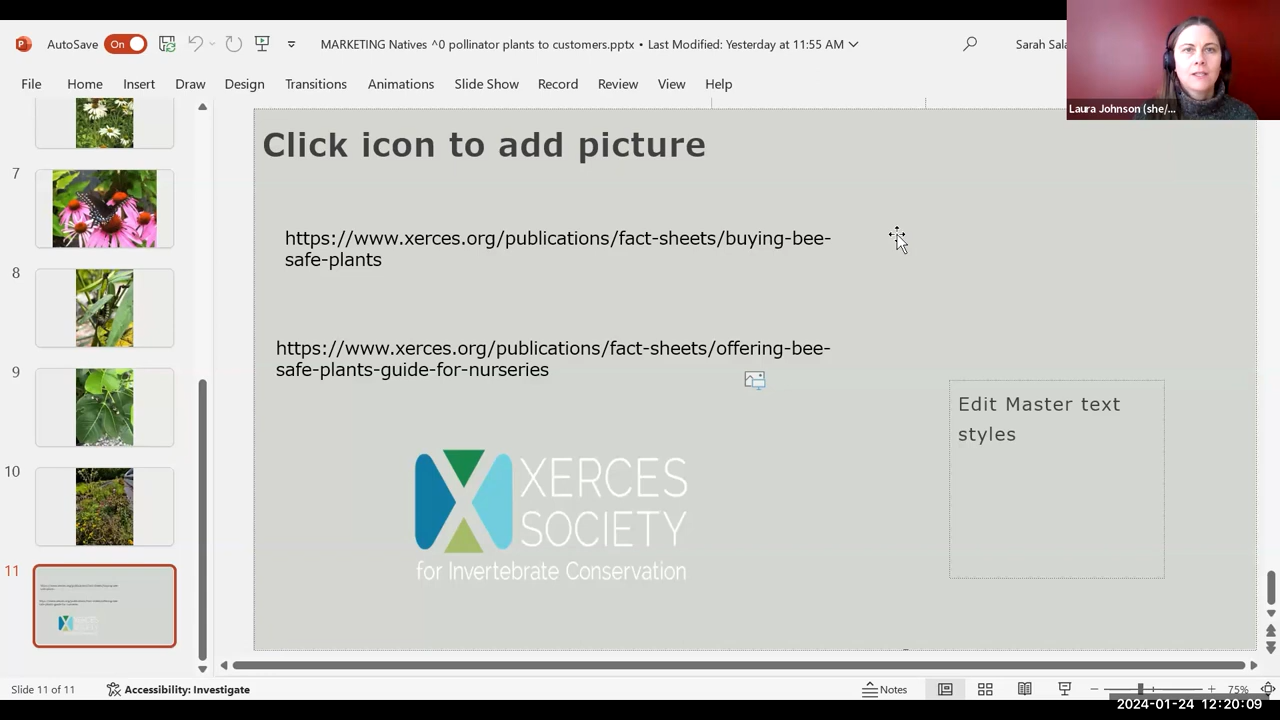 AutoSave On MARKETING Natives ^0 pollinator plants to customers.pptx • Last Modified: Yesterday at 11:55 AM Sarah
Laura Johnson (she/...
File Home Insert Draw Design Transitions Animations Slide Show Record Review View Help
7
8
9
10
11
Click icon to add picture
https://www.xerces.org/publications/fact-sheets/buying-bee-
safe-plants
https://www.xerces.org/publications/fact-sheets/offering-bee-
safe-plants-guide-for-nurseries
Edit Master text
styles
XERCES
SOCIETY
for Invertebrate Conservation
Slide 11 of 11 Accessibility: Investigate Notes 75%
2024-01-24 12:20:09